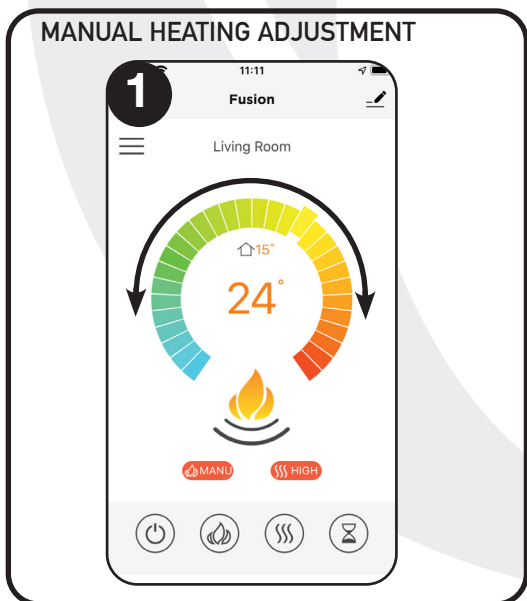 MANUAL HEATING ADJUSTMENT
1
11:11
Fusion
Living Room
15°
24°
MANU
HIGH